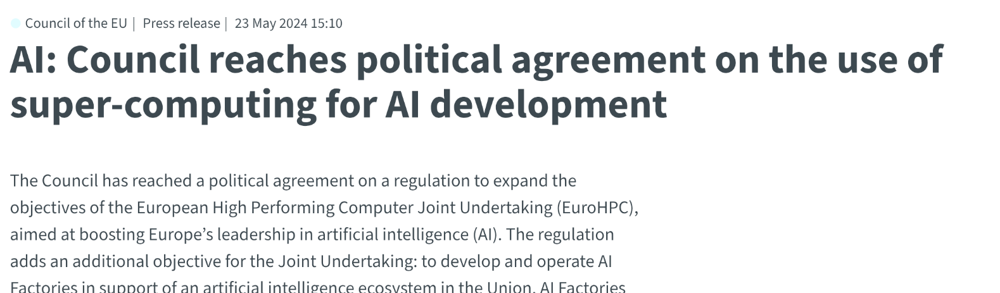 Council of the EU | Press release | 23 May 2024 15:10
AI: Council reaches political agreement on the use of
super-computing for AI development
The Council has reached a political agreement on a regulation to expand the
objectives of the European High Performing Computer Joint Undertaking (EuroHPC),
aimed at boosting Europe’s leadership in artificial intelligence (AI). The regulation
adds an additional objective for the Joint Undertaking: to develop and operate AI
Factories in support of an artificial intelligence ecosystem in the Union. AI Factories